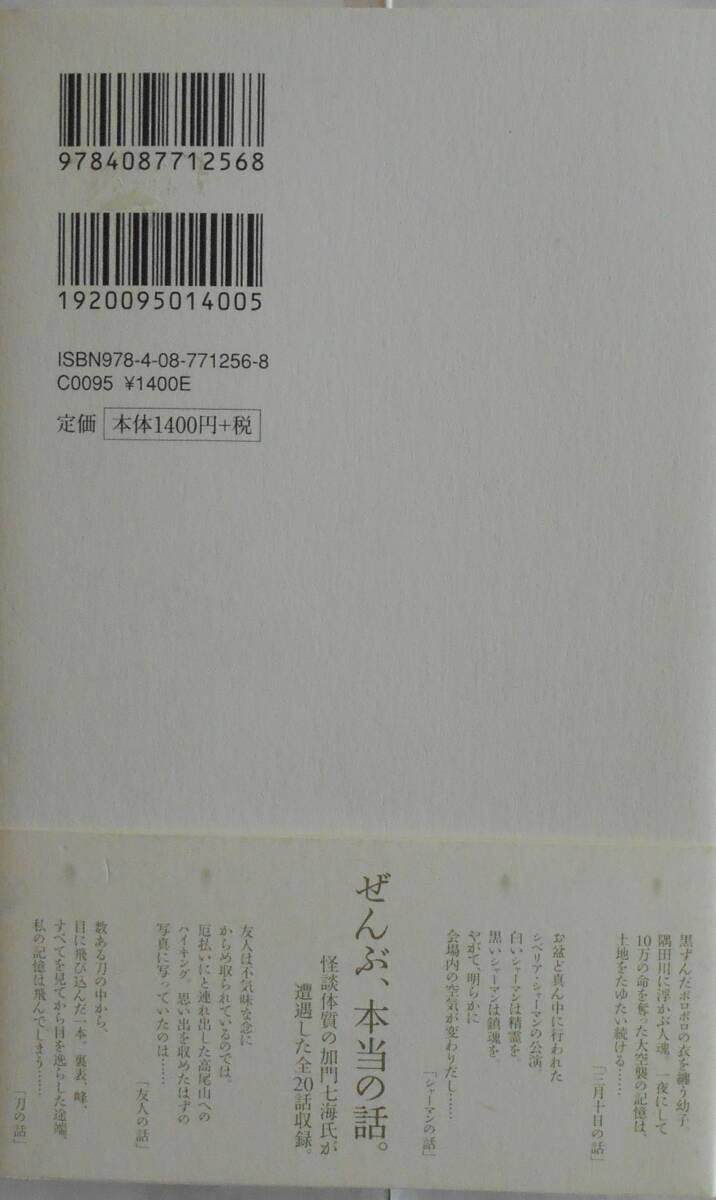 9784087712568
1920095014005
ISBN978-4-08-771256-8
C0095 ¥1400E
定価 本体1400円+税
黒ずんだボロボロの衣を纏う幼子。
隅田川に浮かぶ人魂。一夜にして
10万の命を奪った大空襲の記憶は、
土地をたゆたい続ける……
「三月十日の話」
お盆と真ん中に行われた
シベリア・シャーマンの公演。
白いシャーマンは精霊を。
黒いシャーマンは鎮魂を。
やがて、明らかに
会場内の空気が変わりだし……
「シャーマンの話」
ぜんぶ、本当の話。
怪談体質の加門七海氏が
遭遇した全20話収録。
友人は不気味な念に
からめ取られているのでは。
厄払いにと連れ出した高尾山への
ハイキング。思い出を収めたはずの
写真に写っていたのは……
「友人の話」
数ある刀の中から、
目に飛び込んだ一本。裏表、峰、
すべてを見てから目を逸らした途端、
私の記憶は飛んでしまう……
「刀の話」